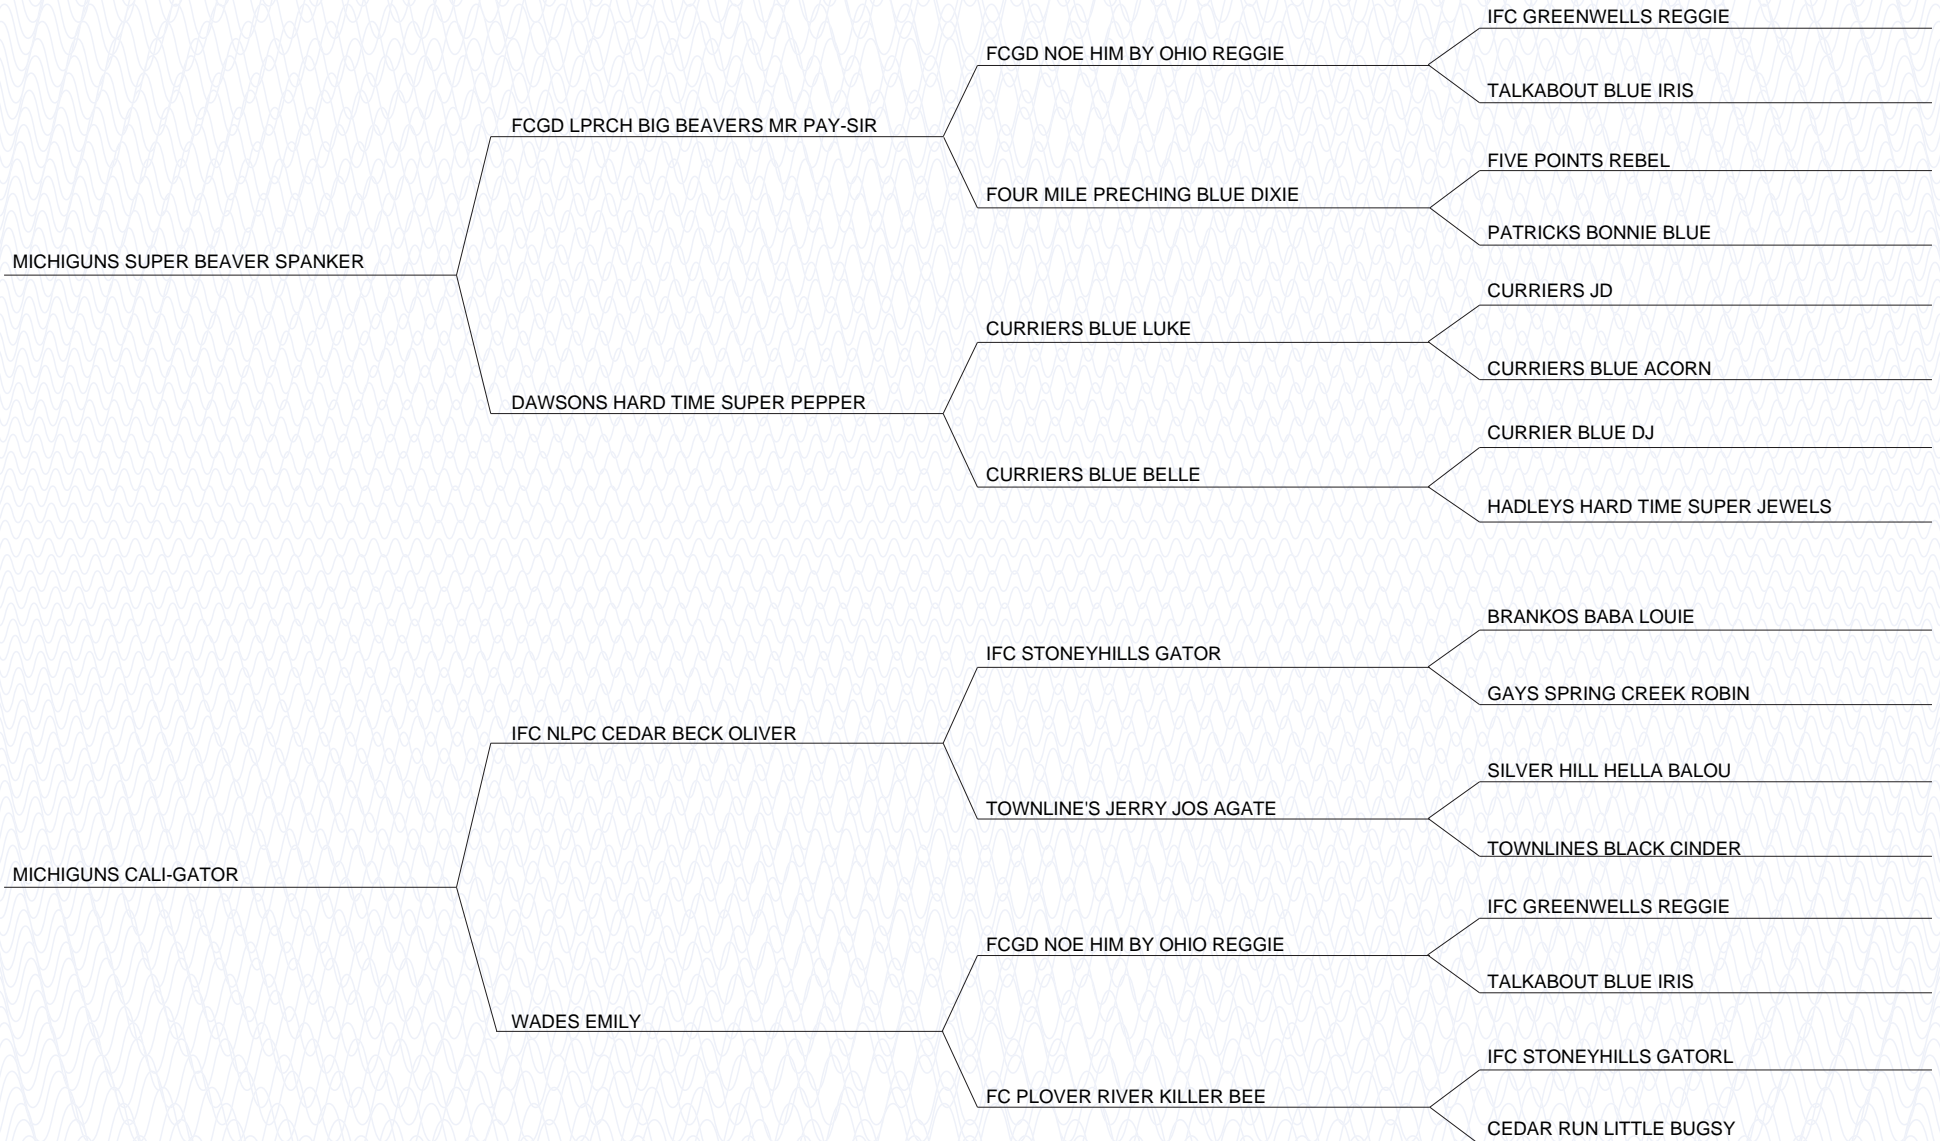 IFC GREENWELLS REGGIE
FCGD NOE HIM BY OHIO REGGIE
TALKABOUT BLUE IRIS
FCGD LPRCH BIG BEAVERS MR PAY-SIR
FIVE POINTS REBEL
FOUR MILE PRECHING BLUE DIXIE
PATRICKS BONNIE BLUE
MICHIGUNS SUPER BEAVER SPANKER
CURRIERS JD
CURRIERS BLUE LUKE
CURRIERS BLUE ACORN
DAWSONS HARD TIME SUPER PEPPER
CURRIER BLUE DJ
CURRIERS BLUE BELLE
HADLEYS HARD TIME SUPER JEWELS
BRANKOS BABA LOUIE
IFC STONEYHILLS GATOR
GAYS SPRING CREEK ROBIN
IFC NLPC CEDAR BECK OLIVER
SILVER HILL HELLA BALOU
TOWNLINE'S JERRY JOS AGATE
TOWNLINES BLACK CINDER
MICHIGUNS CALI-GATOR
IFC GREENWELLS REGGIE
FCGD NOE HIM BY OHIO REGGIE
TALKABOUT BLUE IRIS
WADES EMILY
IFC STONEYHILLS GATORL
FC PLOVER RIVER KILLER BEE
CEDAR RUN LITTLE BUGSY